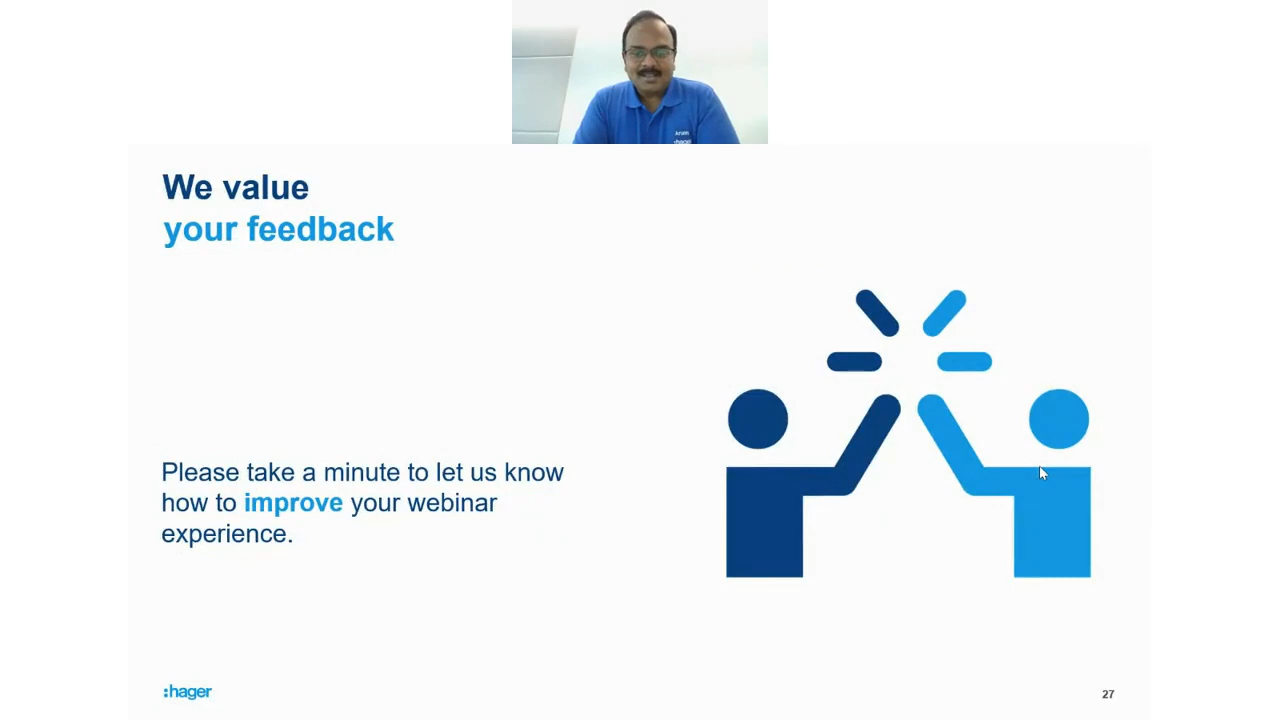 We value
your feedback
Please take a minute to let us know
how to improve your webinar
experience.
:hager
27